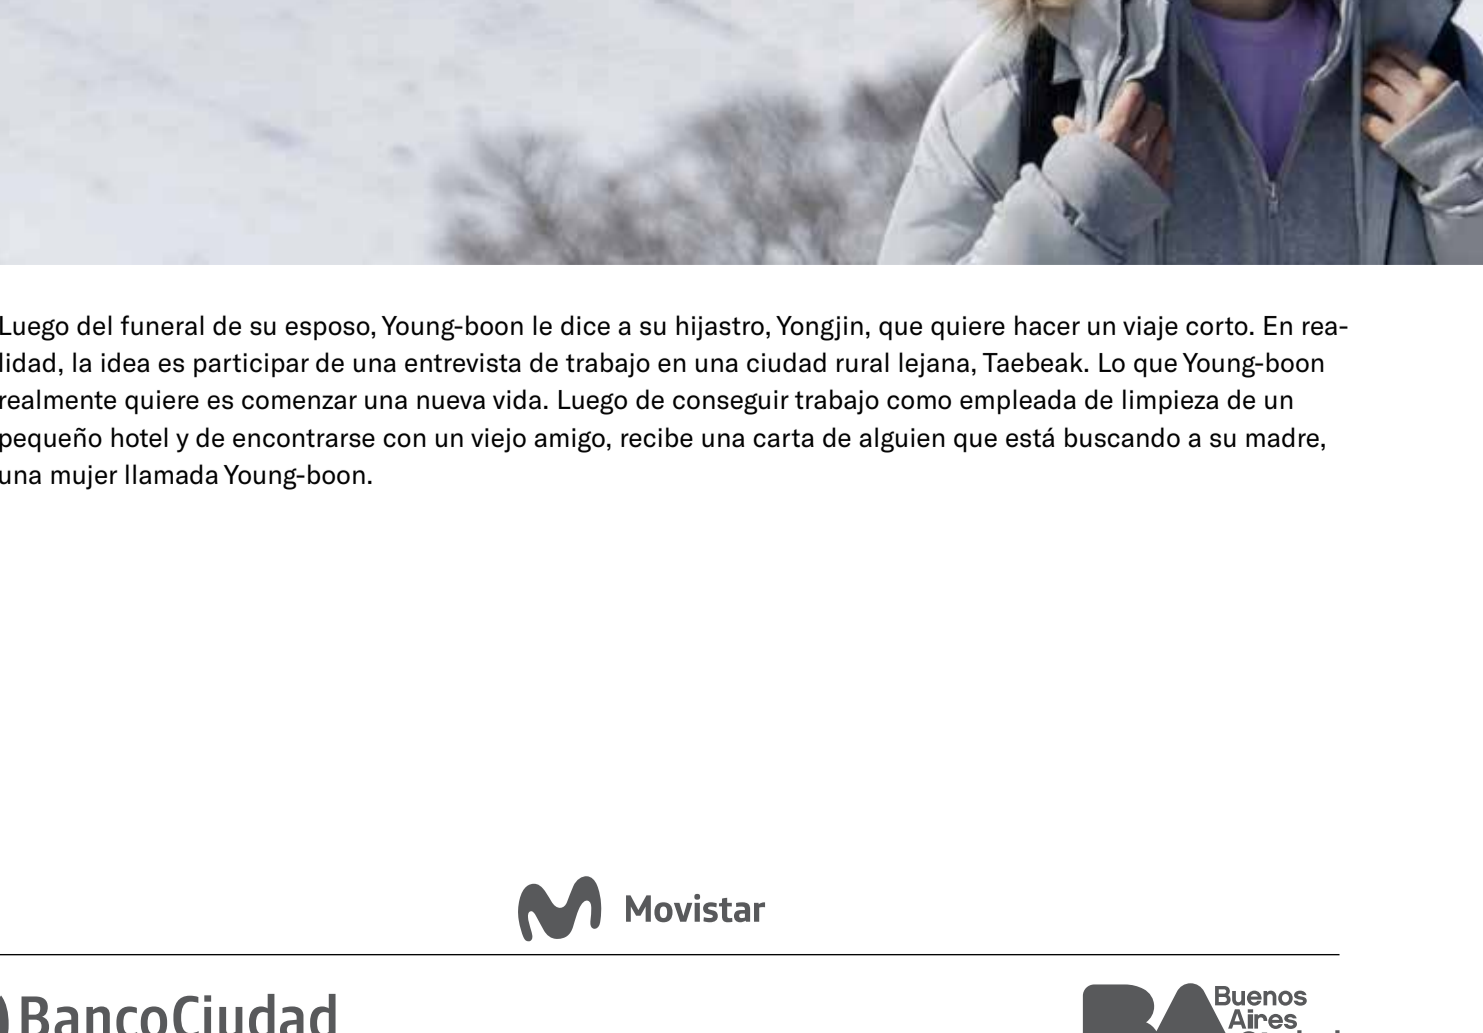 Luego del funeral de su esposo, Young-boon le dice a su hijastro, Yongjin, que quiere hacer un viaje corto. En rea-
lidad, la idea es participar de una entrevista de trabajo en una ciudad rural lejana, Taebeak. Lo que Young-boon
realmente quiere es comenzar una nueva vida. Luego de conseguir trabajo como empleada de limpieza de un
pequeño hotel y de encontrarse con un viejo amigo, recibe una carta de alguien que está buscando a su madre,
una mujer llamada Young-boon.
Movistar
BancoCiudad
BA
Buenos
Aires